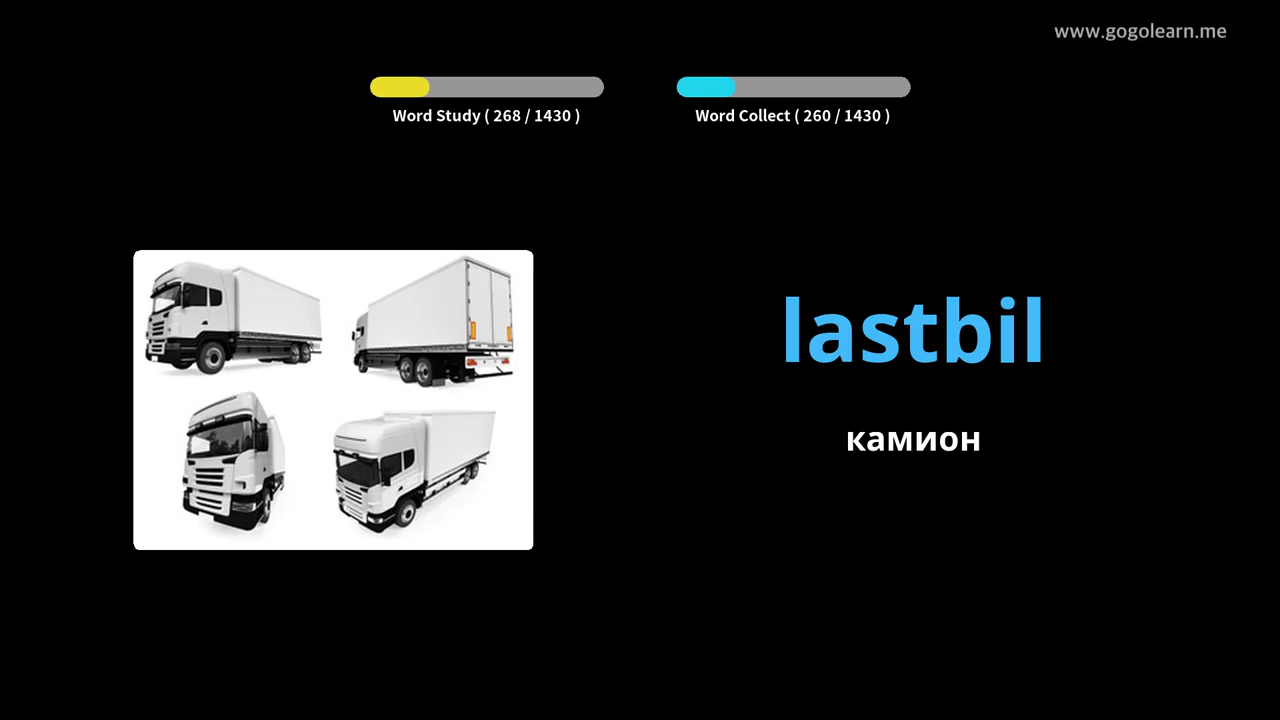 www.gogolearn.me
Word Study ( 268 / 1430 )
Word Collect ( 260 / 1430 )
lastbil
камион